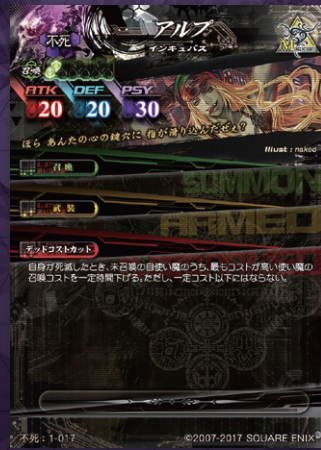 不死
アルプ
インキュバス
召喚
ATK DEF PSY
20 20 30
ほら あんたの心の鍵穴に 指が滑り込んだぜぇ?
Illust : naked
召喚
SUMMON
武装
ARMED
デッドコストカット
自身が死滅したとき、未召喚の自使い魔のうち、最もコストが高い使い魔の
召喚コストを一定時間下げる。ただし、一定コスト以下にはならない。
不死:1-017
©2007-2017 SQUARE ENIX